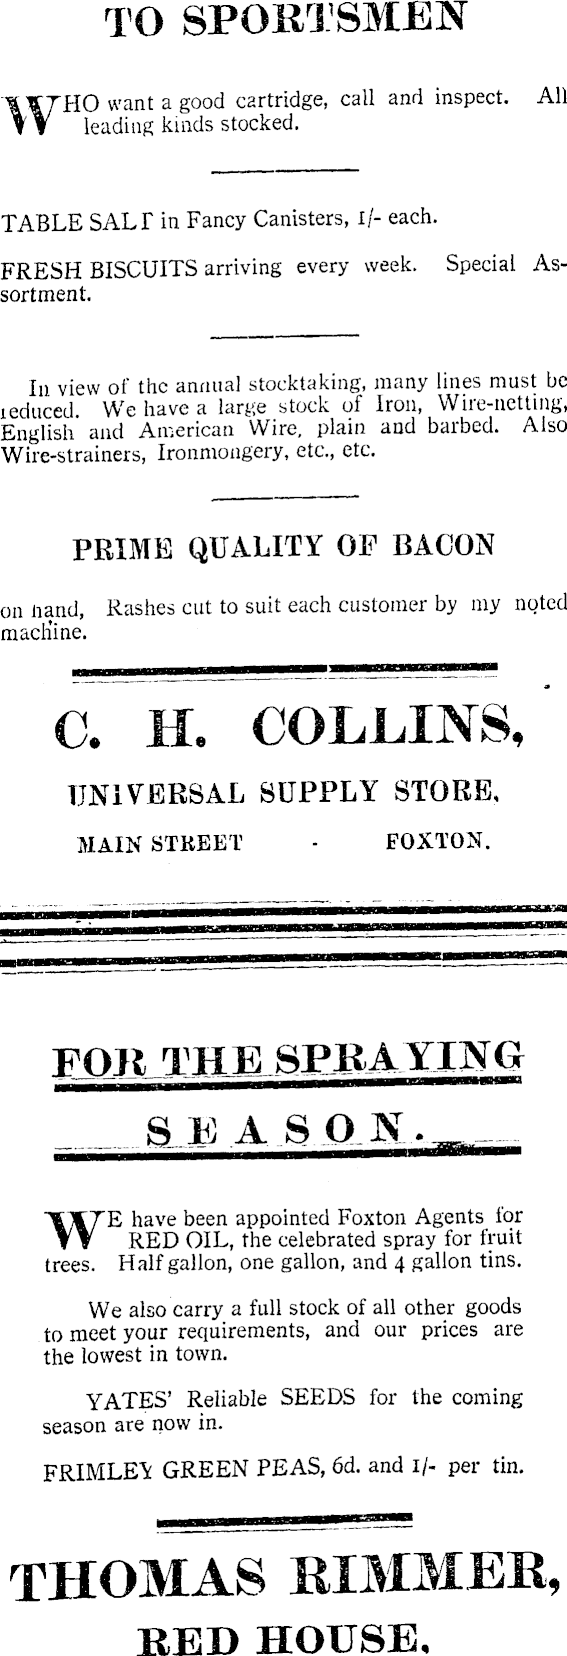 TO SPORTSMEN
WHO want a good cartridge, call and inspect. All
leading kinds stocked.
TABLE SALT in Fancy Canisters, 1/- each.
FRESH BISCUITS arriving every week. Special As-
sortment.
In view of the annual stocktaking, many lines must be
reduced. We have a large stock of Iron, Wire-netting,
English and American Wire, plain and barbed. Also
Wire-strainers, Ironmongery, etc., etc.
PRIME QUALITY OF BACON
on hand, Rashes cut to suit each customer by my noted
machine.
C. H. COLLINS,
UNIVERSAL SUPPLY STORE,
MAIN STREET - FOXTON.
FOR THE SPRAYING
SEASON.
WE have been appointed Foxton Agents for
RED OIL, the celebrated spray for fruit
trees. Half gallon, one gallon, and 4 gallon tins.
We also carry a full stock of all other goods
to meet your requirements, and our prices are
the lowest in town.
YATES' Reliable SEEDS for the coming
season are now in.
FRIMLEY GREEN PEAS, 6d. and 1/- per tin.
THOMAS RIMMER,
RED HOUSE.